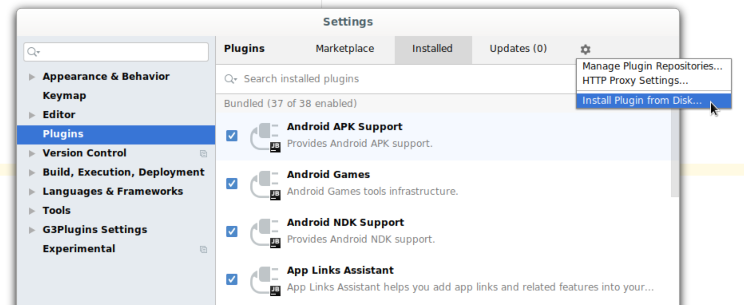 Settings
Plugins Marketplace Installed Updates (0)
Manage Plugin Repositories...
HTTP Proxy Settings...
Install Plugin from Disk...
Appearance & Behavior
Keymap
Editor
Plugins
Version Control
Build, Execution, Deployment
Languages & Frameworks
Tools
G3Plugins Settings
Experimental
Search installed plugins
Bundled (37 of 38 enabled)
JB
Android APK Support
Provides Android APK support.
JB
Android Games
Android Games tools infrastructure.
JB
Android NDK Support
Provides Android NDK support.
JB
App Links Assistant
App Links Assistant helps you add app links and related features into your...